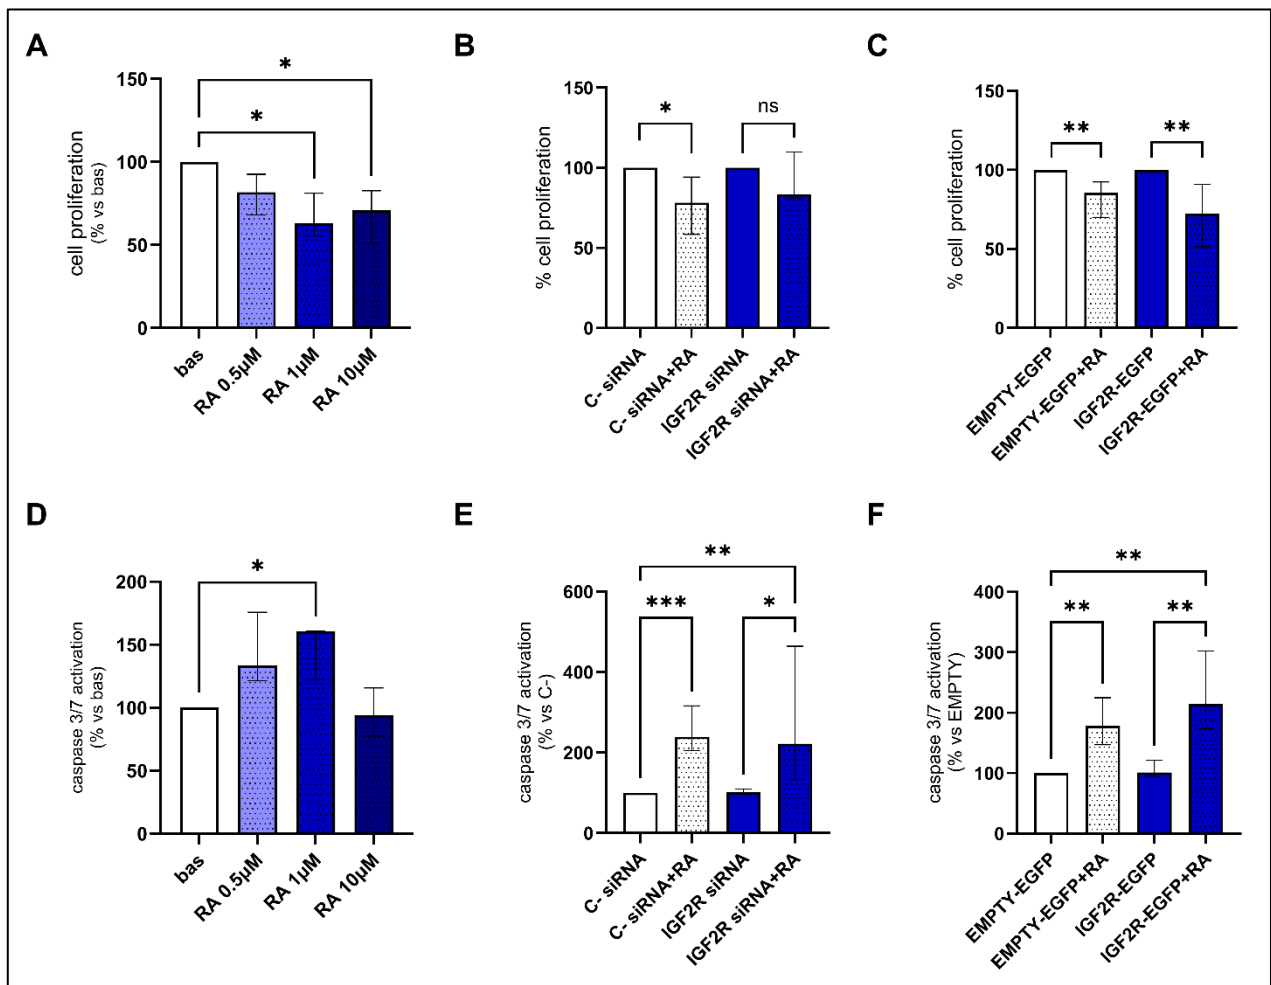 A
cell proliferation
(% vs bas)
150
100
50
0
*
*
bas
RA 0.5µM
RA 1µM
RA 10µM
B
% cell proliferation
150
100
50
0
*
ns
C- siRNA
C- siRNA+RA
IGF2R siRNA
IGF2R siRNA+RA
C
% cell proliferation
150
100
50
0
**
**
EMPTY-EGFP
EMPTY-EGFP+RA
IGF2R-EGFP
IGF2R-EGFP+RA
D
caspase 3/7 activation
(% vs bas)
200
150
100
50
0
*
bas
RA 0.5µM
RA 1µM
RA 10µM
E
caspase 3/7 activation
(% vs C-)
600
400
200
0
**
***
*
C- siRNA
C- siRNA+RA
IGF2R siRNA
IGF2R siRNA+RA
F
caspase 3/7 activation
(% vs EMPTY)
400
300
200
100
0
**
**
**
EMPTY-EGFP
EMPTY-EGFP+RA
IGF2R-EGFP
IGF2R-EGFP+RA